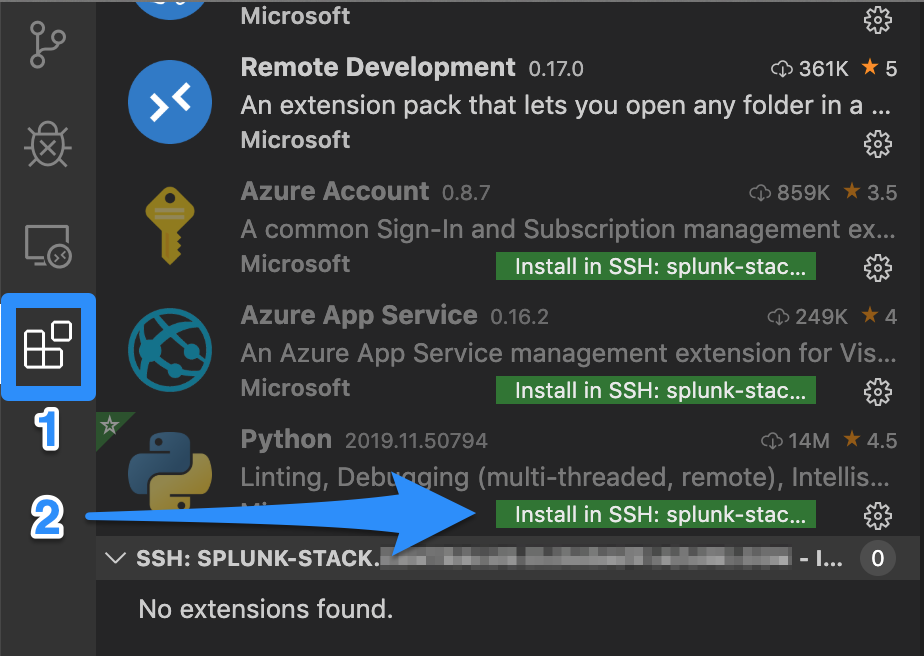 Microsoft
Remote Development 0.17.0 361K 5
An extension pack that lets you open any folder in a ...
Microsoft
Azure Account 0.8.7 859K 3.5
A common Sign-In and Subscription management ex...
Microsoft Install in SSH: splunk-stac...
Azure App Service 0.16.2 249K 4
An Azure App Service management extension for Vis...
Microsoft Install in SSH: splunk-stac...
1
Python 2019.11.50794 14M 4.5
Linting, Debugging (multi-threaded, remote), Intellis...
2
Install in SSH: splunk-stac...
SSH: SPLUNK-STACK. - I... 0
No extensions found.